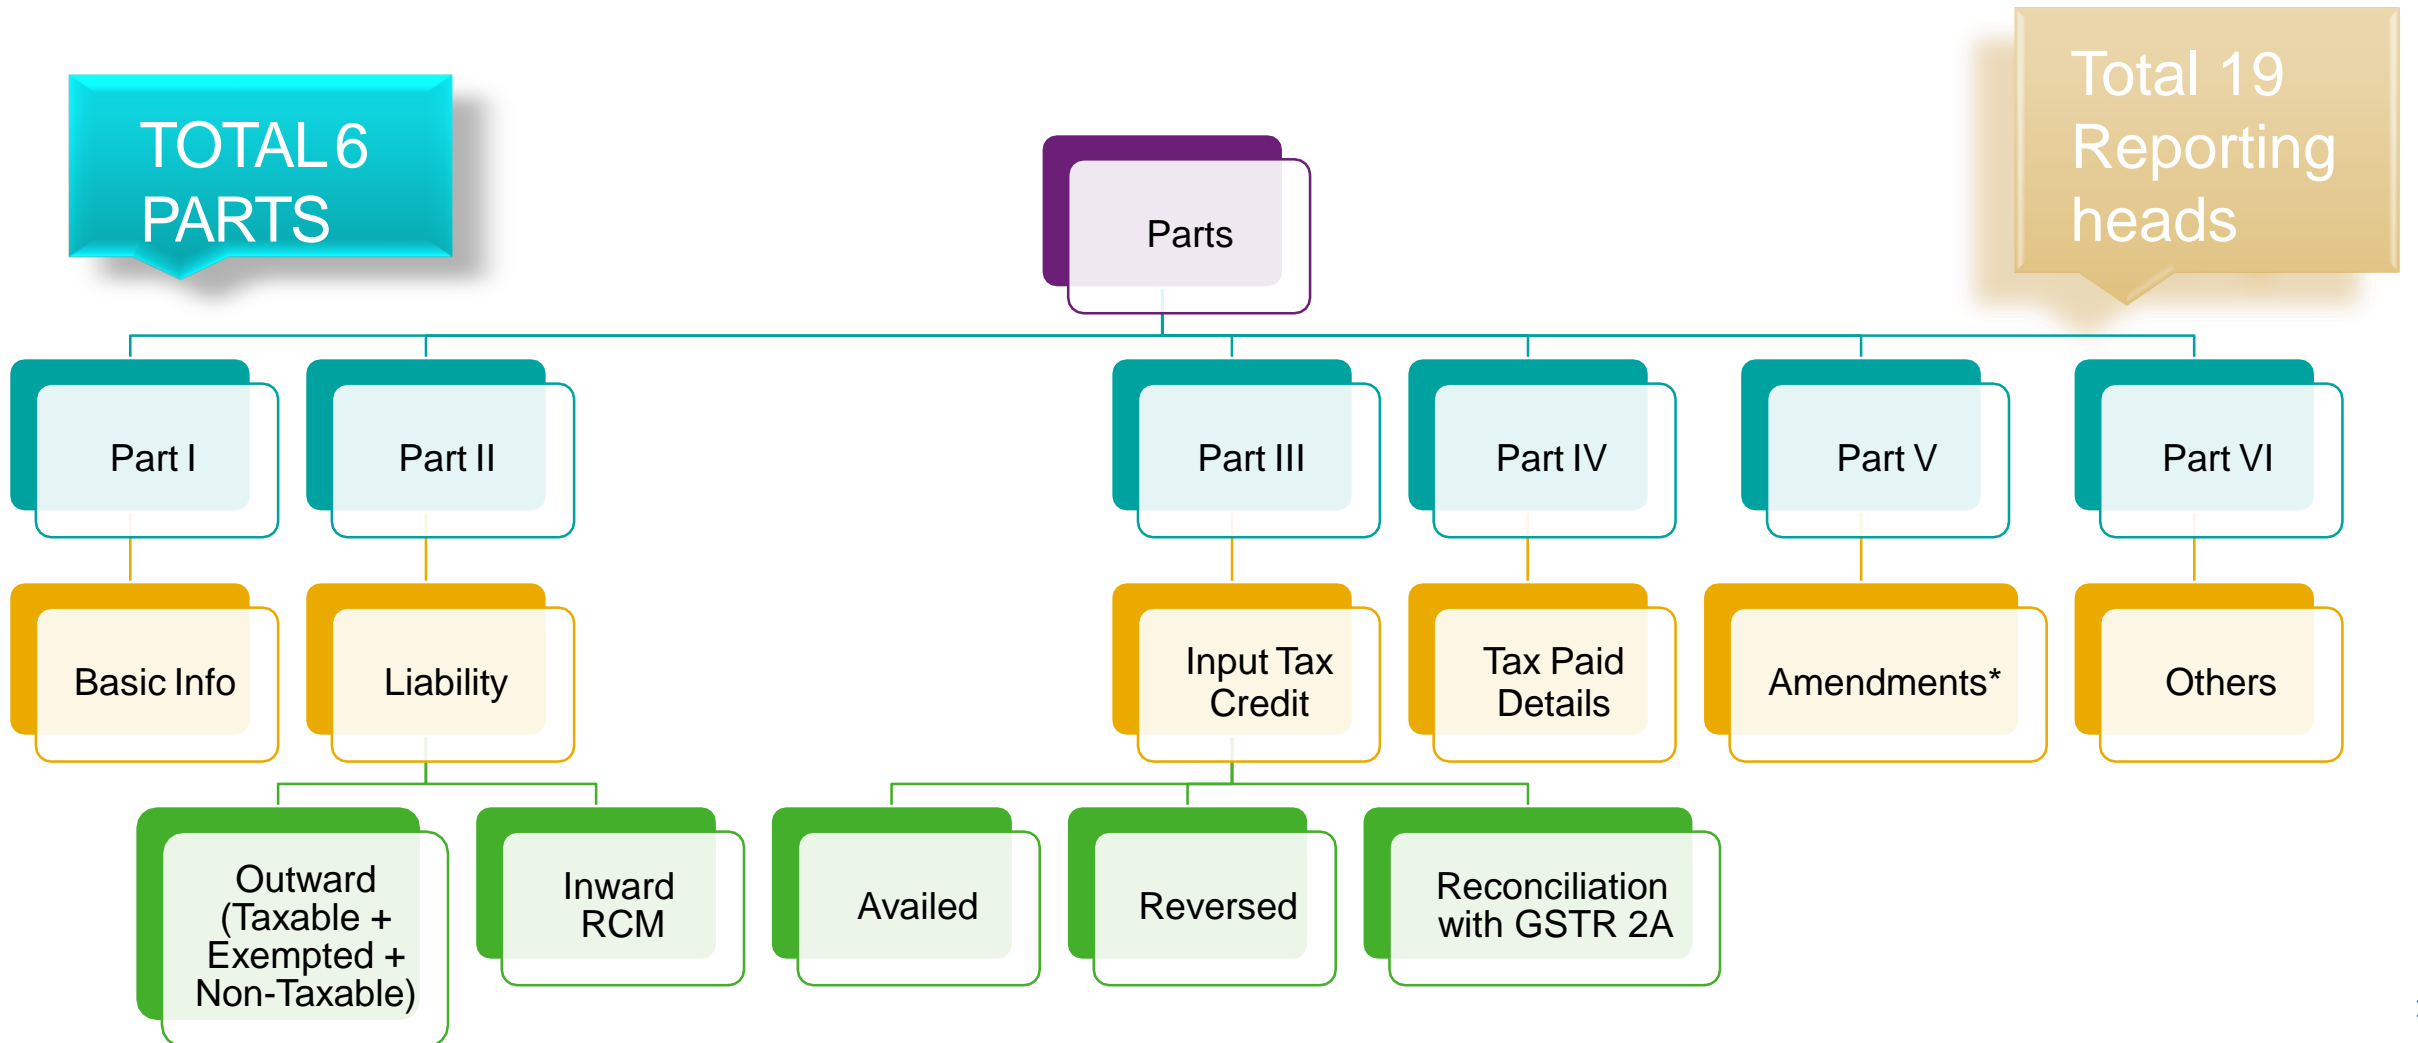 TOTAL 6
PARTS
Total 19
Reporting
heads
Parts
Part I
Part II
Part III
Part IV
Part V
Part VI
Basic Info
Liability
Input Tax
Credit
Tax Paid
Details
Amendments*
Others
Outward
(Taxable +
Exempted +
Non-Taxable)
Inward
RCM
Availed
Reversed
Reconciliation
with GSTR 2A